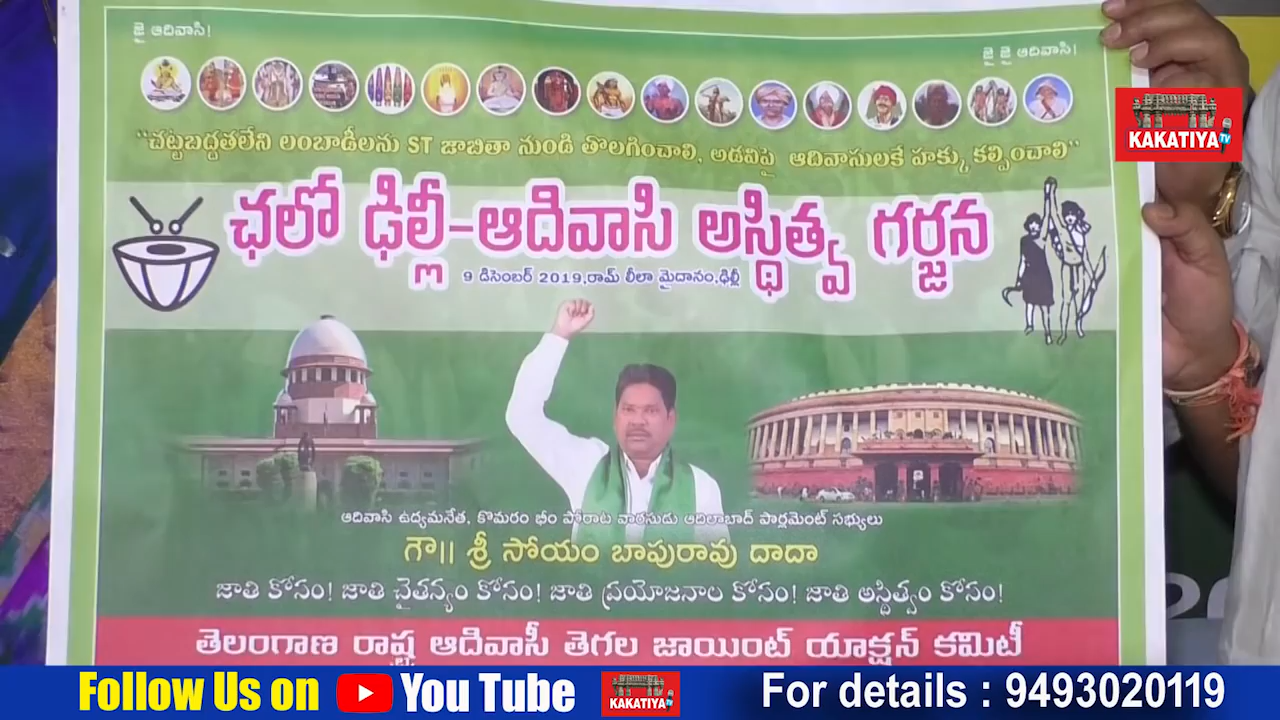 జై ఆదివాసి!
జై జై ఆదివాసి!
KAKATIYA TV
"చట్టబద్దతలేని లంబాడీలను ST జాబితా నుండి తొలగించాలి, అడవిపై ఆదివాసులకే హక్కు కల్పించాలి"
ఛలో ఢిల్లీ-ఆదివాసి అస్థిత్వ గర్జన
9 డిసెంబర్ 2019,రామ్ లీలా మైదానం,ఢిల్లీ
ఆదివాసి ఉద్యమనేత, కొమరం భీం పోరాట వారసుడు ఆదిలాబాద్ పార్లమెంట్ సభ్యులు
గౌ|| శ్రీ సోయం బాపురావు దాదా
జాతి కోసం! జాతి చైతన్యం కోసం! జాతి ప్రయోజనాల కోసం! జాతి అస్థిత్వం కోసం!
తెలంగాణ రాష్ట్ర ఆదివాసీ తెగల జాయింట్ యాక్షన్ కమిటీ
Follow Us on You Tube KAKATIYA TV For details : 9493020119